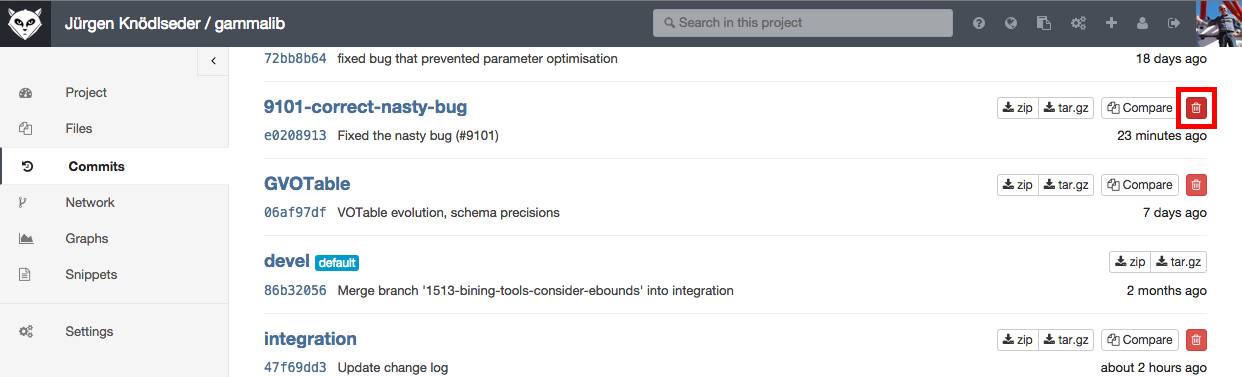 Jürgen Knödlseder / gammalib
Search in this project
Project
Files
Commits
Network
Graphs
Snippets
Settings
72bb8b64 fixed bug that prevented parameter optimisation 18 days ago
9101-correct-nasty-bug zip tar.gz Compare
e0208913 Fixed the nasty bug (#9101) 23 minutes ago
GVOTable zip tar.gz Compare
06af97df VOTable evolution, schema precisions 7 days ago
devel default zip tar.gz
86b32056 Merge branch '1513-bining-tools-consider-ebounds' into integration 2 months ago
integration zip tar.gz Compare
47f69dd3 Update change log about 2 hours ago